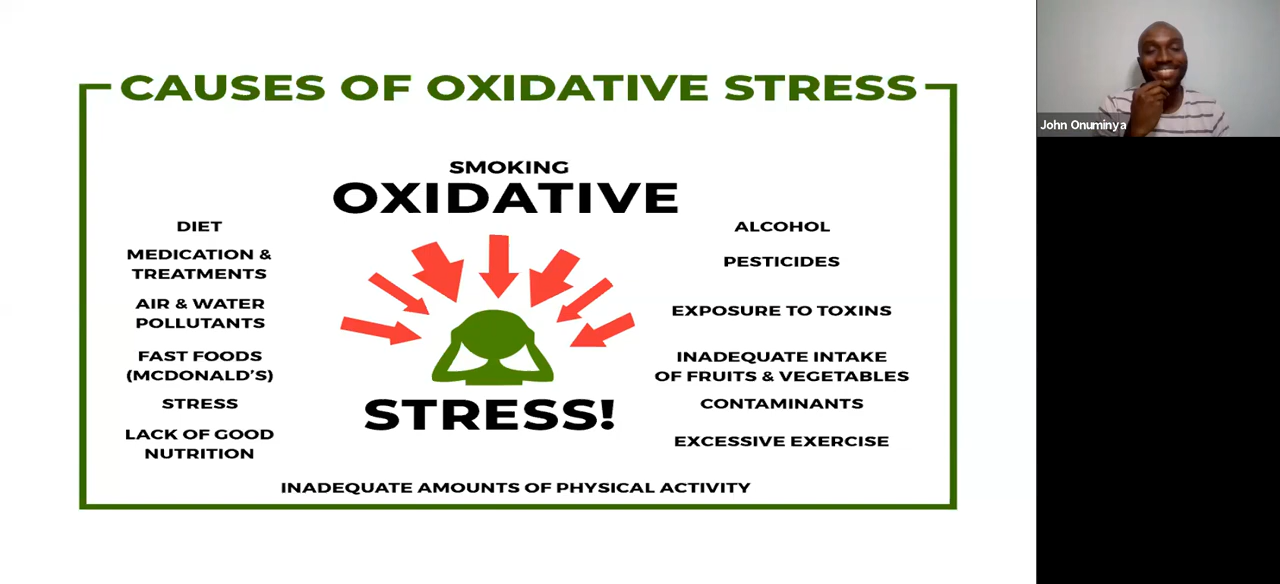 CAUSES OF OXIDATIVE STRESS
SMOKING
OXIDATIVE
DIET
MEDICATION &
TREATMENTS
AIR & WATER
POLLUTANTS
FAST FOODS
(MCDONALD'S)
STRESS
LACK OF GOOD
NUTRITION
ALCOHOL
PESTICIDES
EXPOSURE TO TOXINS
INADEQUATE INTAKE
OF FRUITS & VEGETABLES
CONTAMINANTS
EXCESSIVE EXERCISE
STRESS!
INADEQUATE AMOUNTS OF PHYSICAL ACTIVITY
John Onuminya